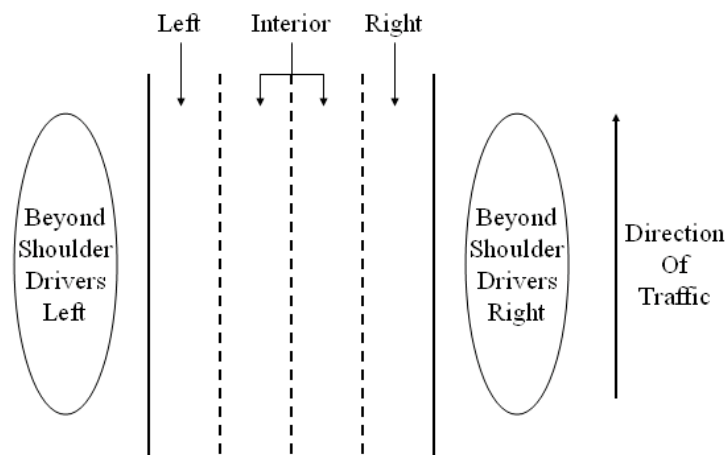 Left
Interior
Right
Beyond
Shoulder
Drivers
Left
Beyond
Shoulder
Drivers
Right
Direction
Of
Traffic